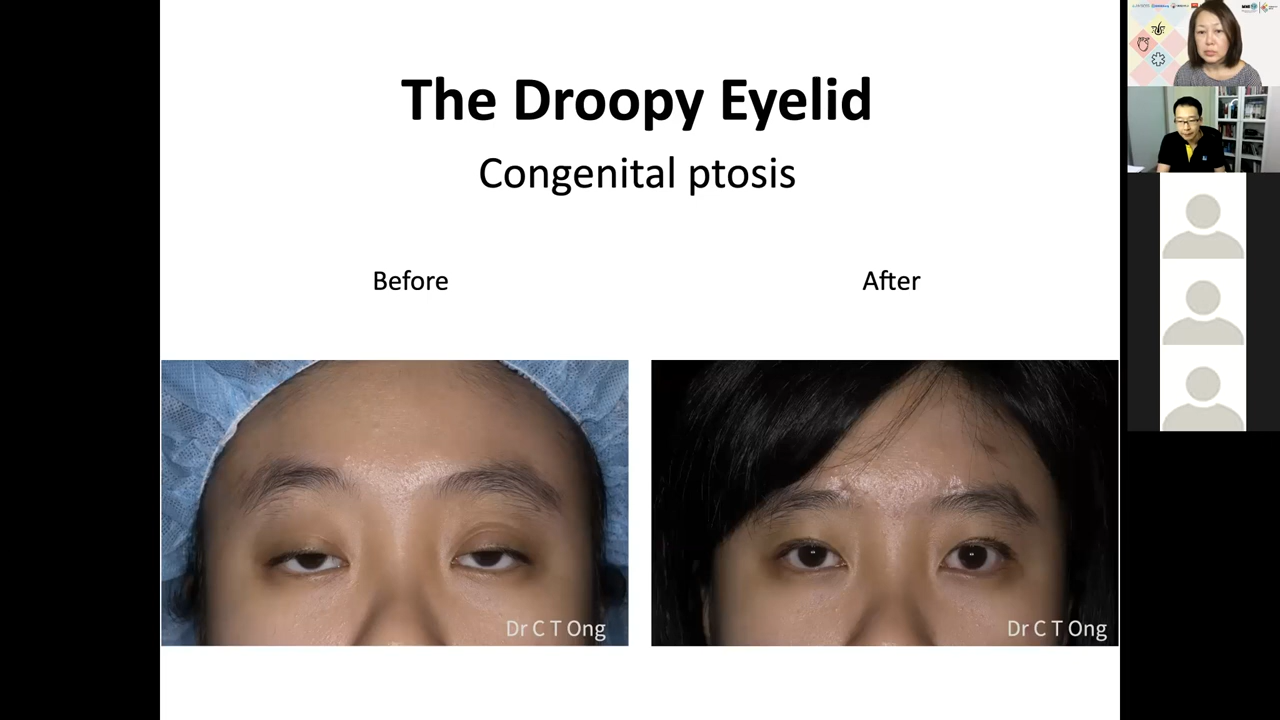 The Droopy Eyelid
Congenital ptosis
Before
After
Dr C T Ong
Dr C T Ong